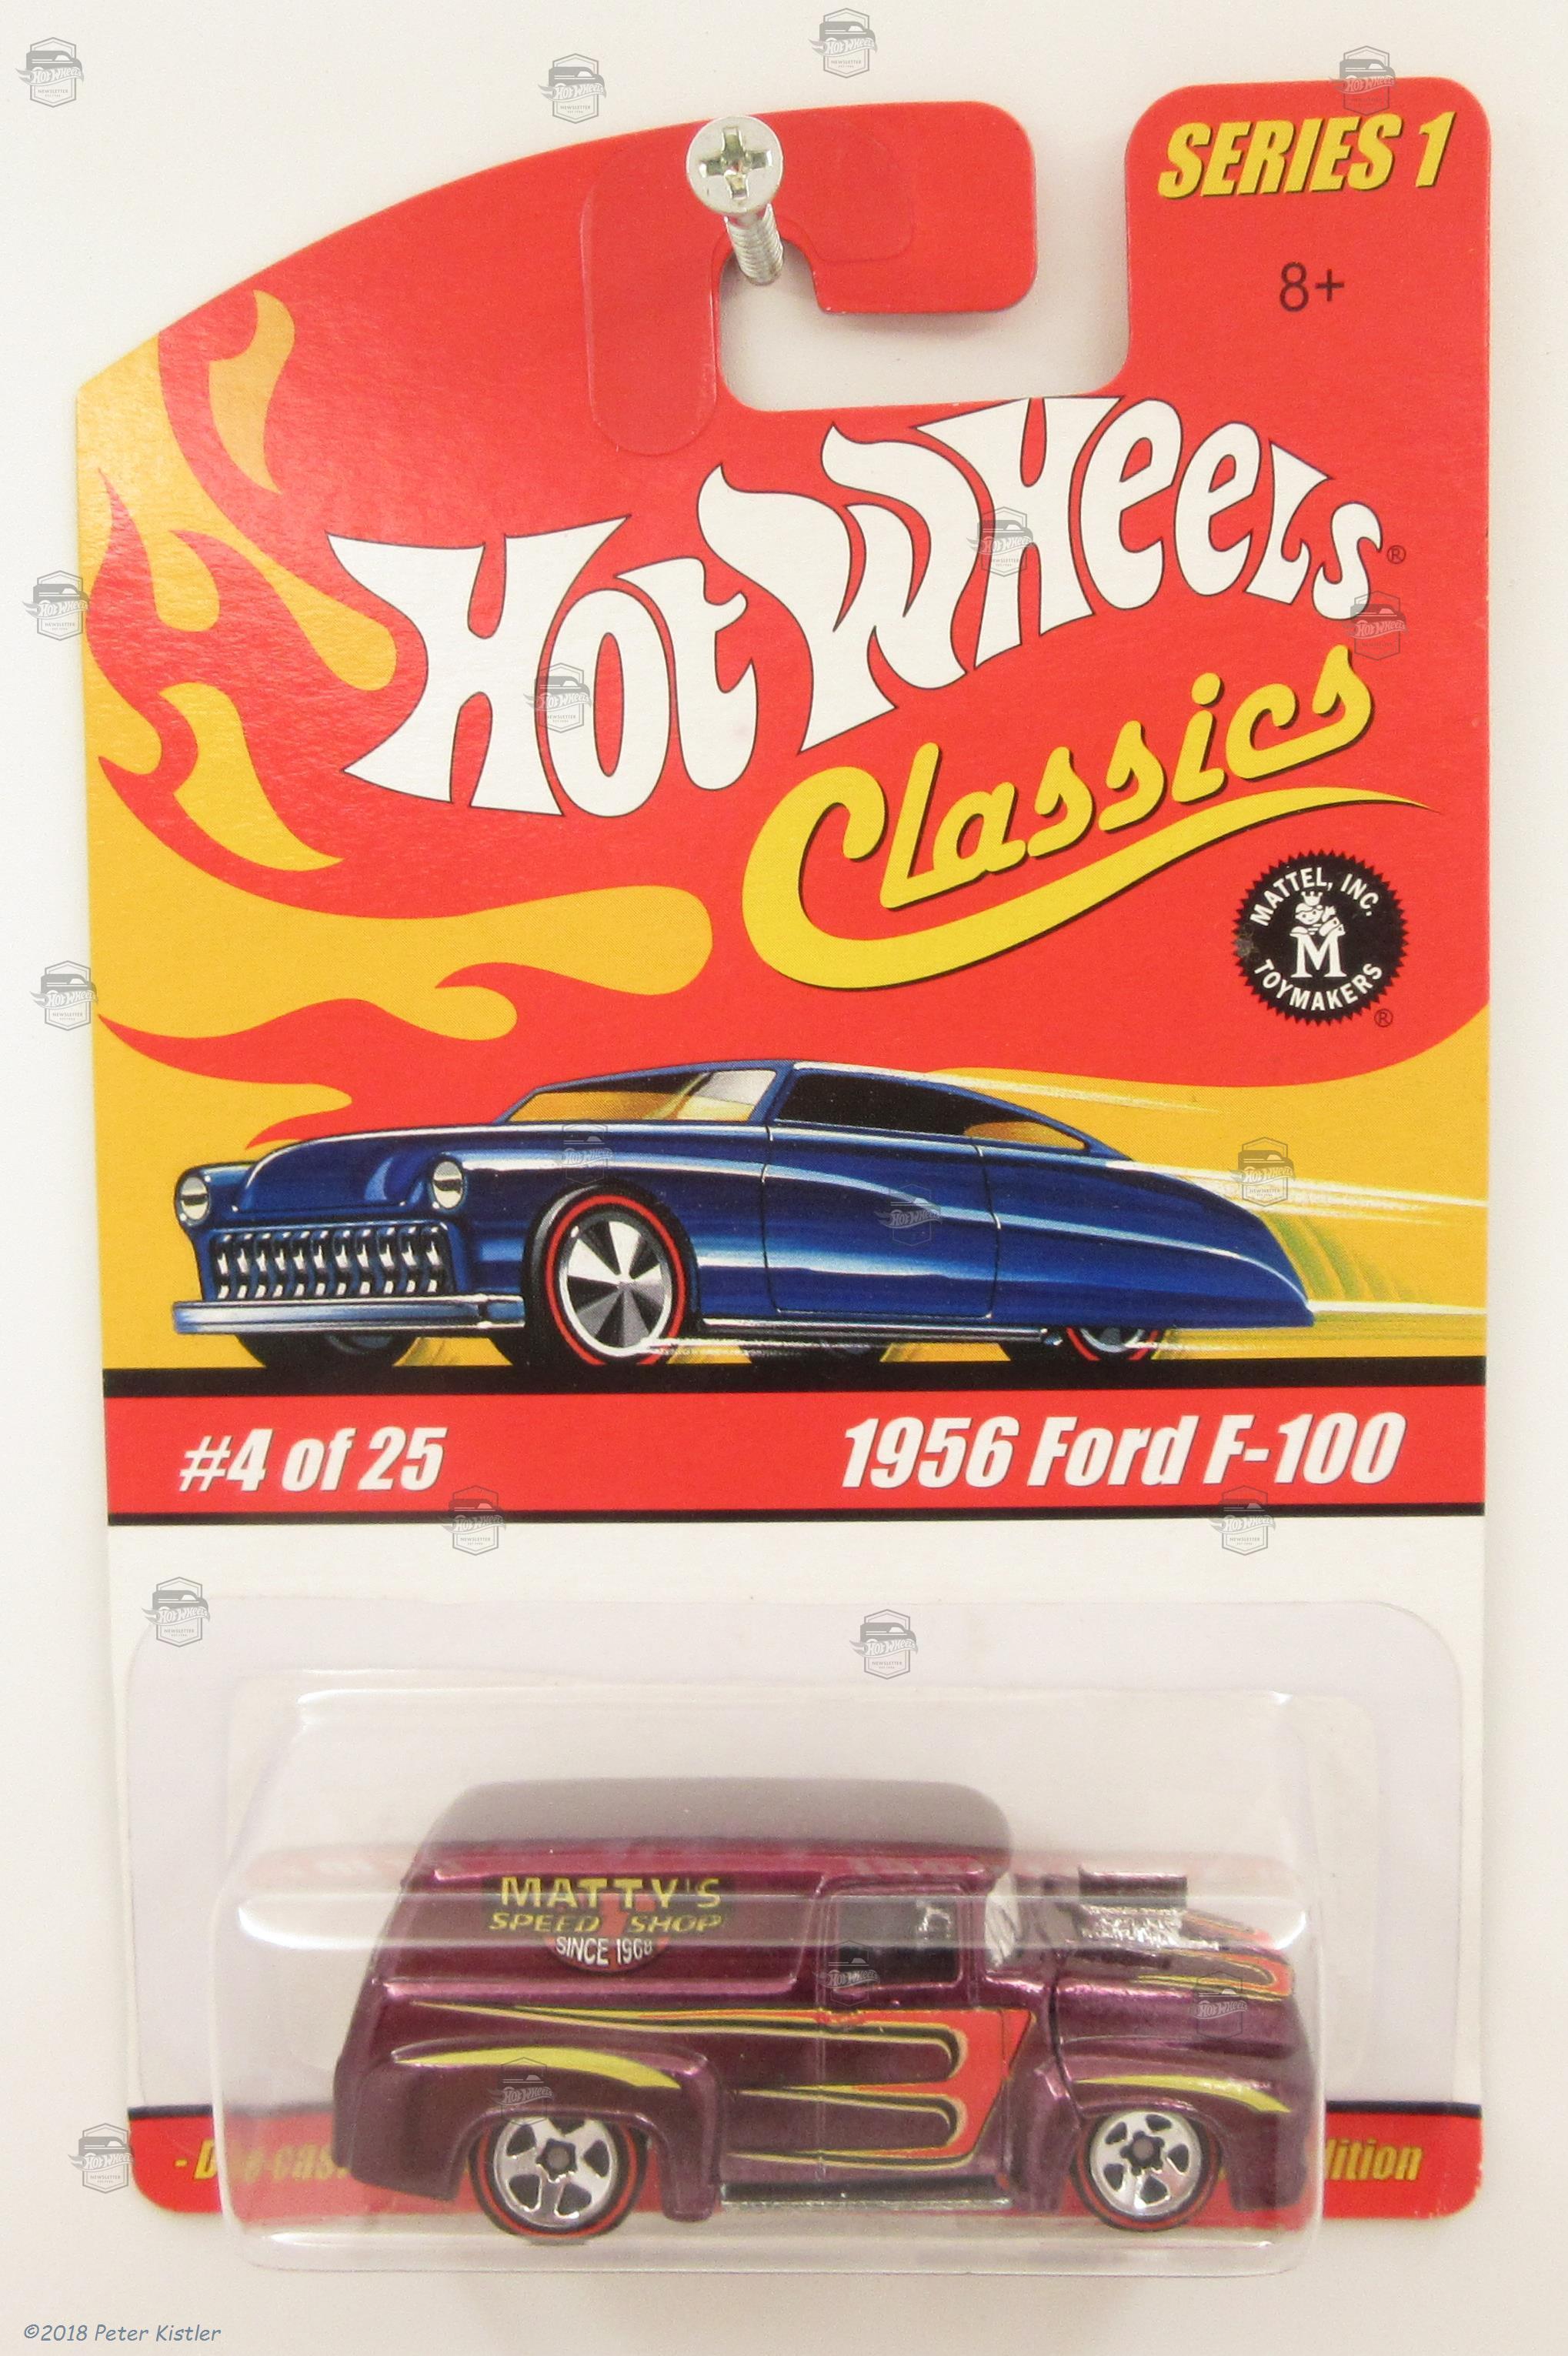 SERIES 1
8+
Hot Wheels®
Classics
MATTEL, INC.
M
TOYMAKERS
®
#4 of 25
1956 Ford F-100
MATTY'S
SPEED SHOP
SINCE 1968
©2018 Peter Kistler